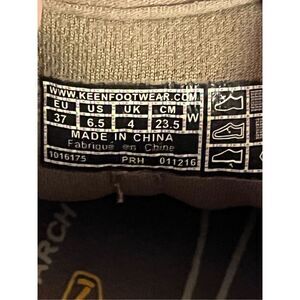 WWW.KEENFOOTWEAR.COM
EU US UK CM W
37 6.5 4 23.5
MADE IN CHINA
Fabriqué en Chine
1016175 PRH 011216
ARCH